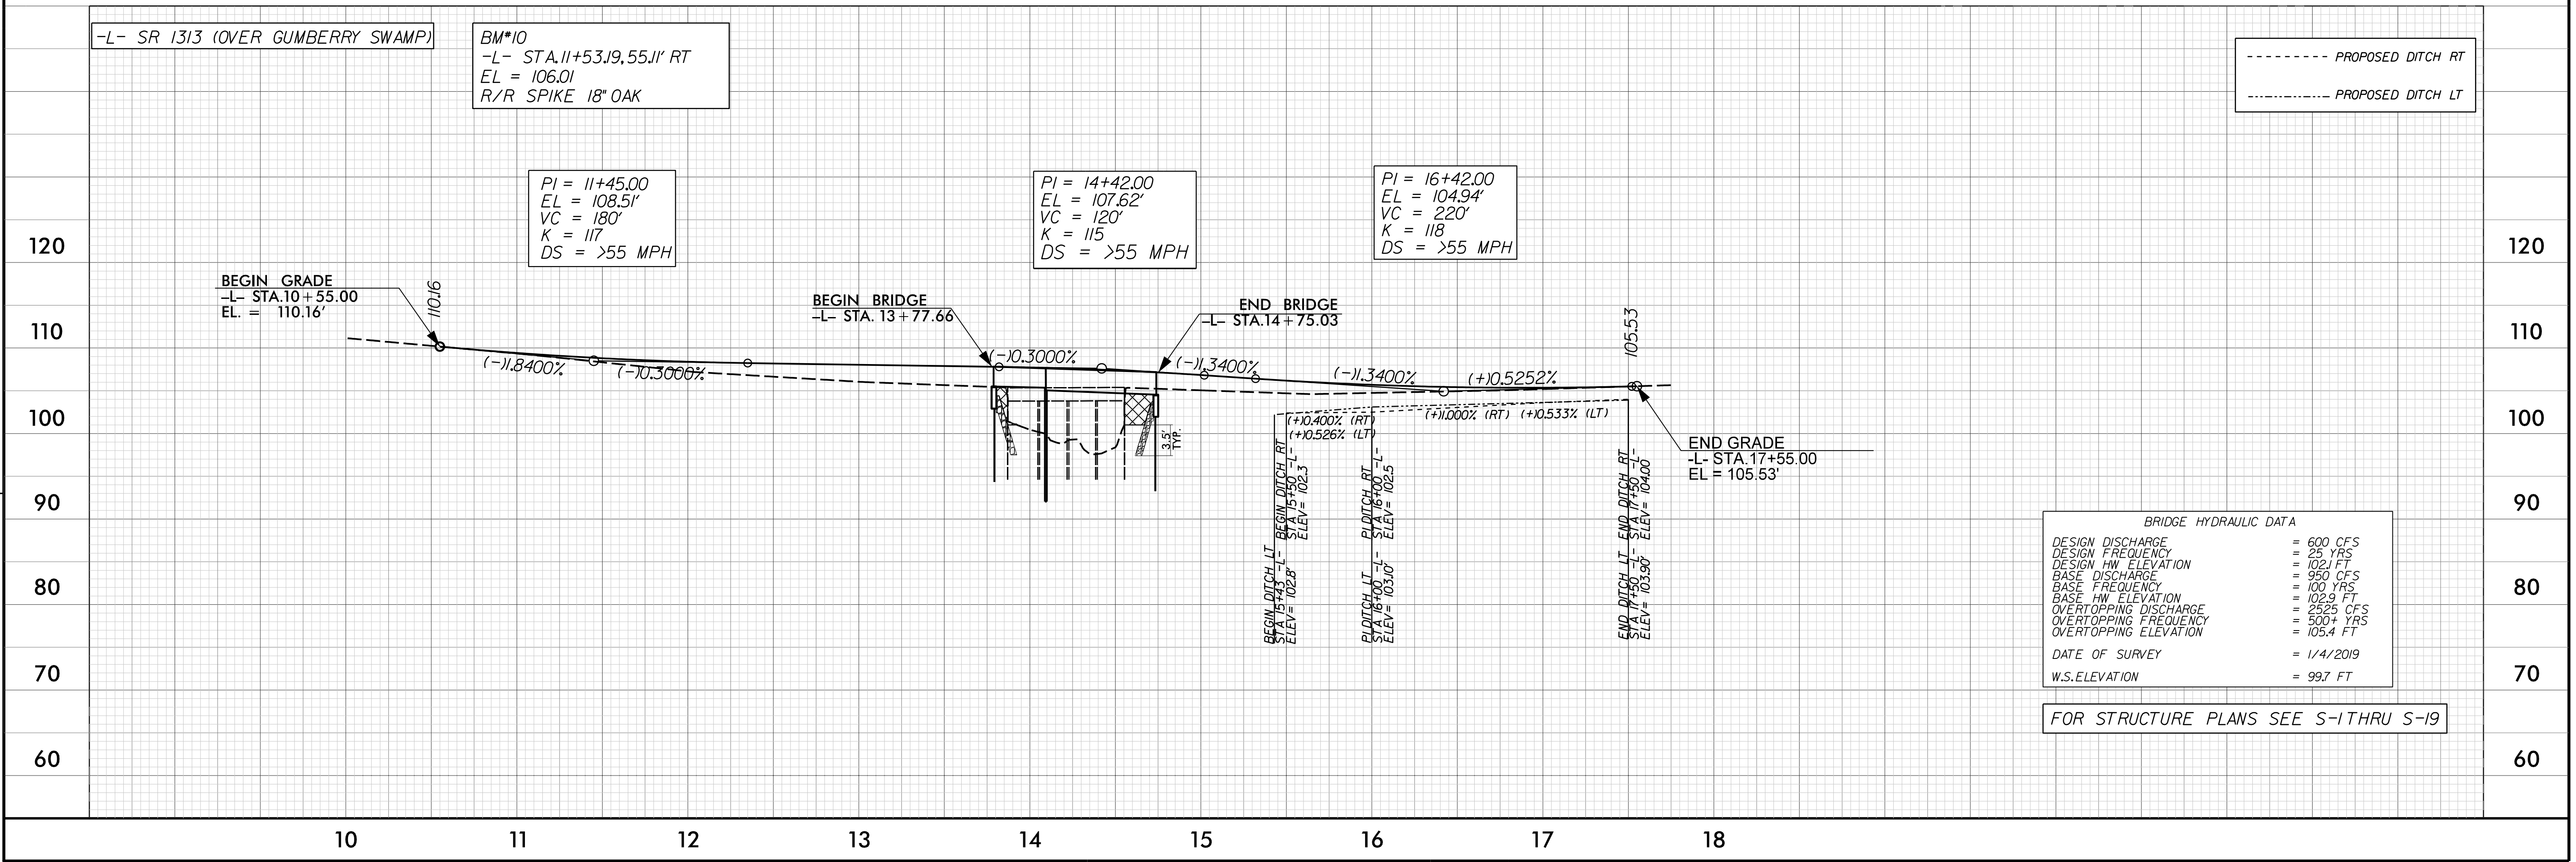 -L- SR 1313 (OVER GUMBERRY SWAMP)
BM#10
-L- STA.11+53.19,55.11' RT
EL = 106.01
R/R SPIKE 18" OAK
PROPOSED DITCH RT
PROPOSED DITCH LT
PI = 11+45.00
EL = 108.51'
VC = 180'
K = 117
DS = >55 MPH
PI = 14+42.00
EL = 107.62'
VC = 120'
K = 115
DS = >55 MPH
PI = 16+42.00
EL = 104.94'
VC = 220'
K = 118
DS = >55 MPH
120
120
BEGIN GRADE
-L- STA.10+55.00
EL. = 110.16'
110.16
BEGIN BRIDGE
-L- STA. 13+77.66
END BRIDGE
-L- STA.14+75.03
105.53
110
110
(-)1.8400%
(-)0.3000%
(-)0.3000%
(-)1.3400%
(-)1.3400%
(+)0.5252%
100
100
(+)0.400% (RT)
(+)0.526% (LT)
(+)1.000% (RT) (+)0.533% (LT)
3.5'
TYP.
END GRADE
-L- STA.17+55.00
EL = 105.53'
BEGIN DITCH RT
STA 15+50 -L-
ELEV= 102.3
PI DITCH RT
STA 16+00 -L-
ELEV= 102.5
END DITCH RT
STA 17+50 -L-
ELEV= 104.00
90
90
BEGIN DITCH LT
STA 15+43 -L-
ELEV= 102.8'
PI DITCH LT
STA 16+00 -L-
ELEV= 103.10'
END DITCH LT
STA 17+50 -L-
ELEV= 103.90'
BRIDGE HYDRAULIC DATA
DESIGN DISCHARGE = 600 CFS
DESIGN FREQUENCY = 25 YRS
DESIGN HW ELEVATION = 102.1 FT
BASE DISCHARGE = 950 CFS
BASE FREQUENCY = 100 YRS
BASE HW ELEVATION = 102.9 FT
OVERTOPPING DISCHARGE = 2525 CFS
OVERTOPPING FREQUENCY = 500+ YRS
OVERTOPPING ELEVATION = 105.4 FT
DATE OF SURVEY = 1/4/2019
W.S.ELEVATION = 99.7 FT
80
80
70
70
FOR STRUCTURE PLANS SEE S-1 THRU S-19
60
60
10 11 12 13 14 15 16 17 18